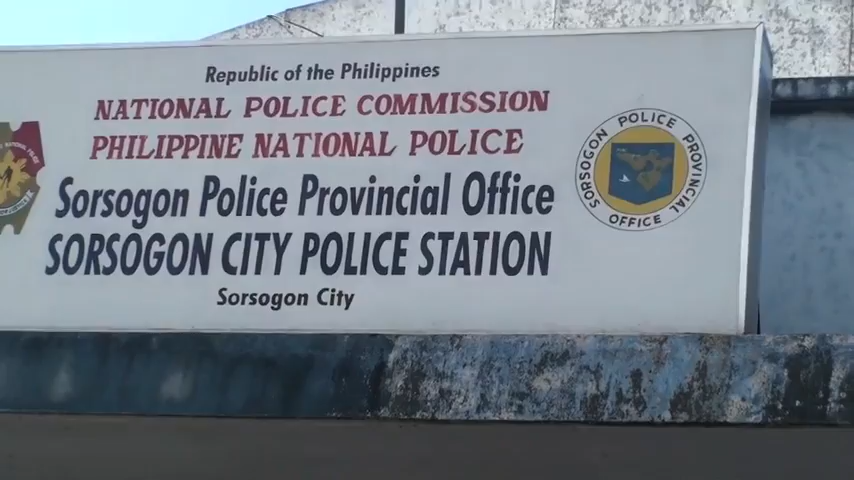 Republic of the Philippines
NATIONAL POLICE COMMISSION
PHILIPPINE NATIONAL POLICE
Sorsogon Police Provincial Office
SORSOGON CITY POLICE STATION
Sorsogon City
SORSOGON POLICE PROVINCIAL
OFFICE